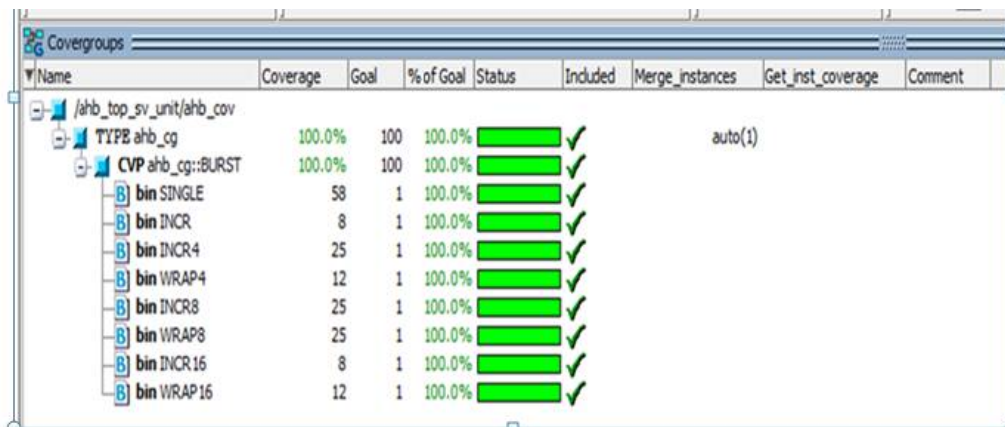 Covergroups
Name Coverage Goal % of Goal Status Included Merge_instances Get_inst_coverage Comment
/ahb_top_sv_unit/ahb_cov
TYPE ahb_cg 100.0% 100 100.0% auto(1)
CVP ahb_cg::BURST 100.0% 100 100.0%
B bin SINGLE 58 1 100.0%
B bin INCR 8 1 100.0%
B bin INCR4 25 1 100.0%
B bin WRAP4 12 1 100.0%
B bin INCR8 25 1 100.0%
B bin WRAP8 25 1 100.0%
B bin INCR16 8 1 100.0%
B bin WRAP16 12 1 100.0%